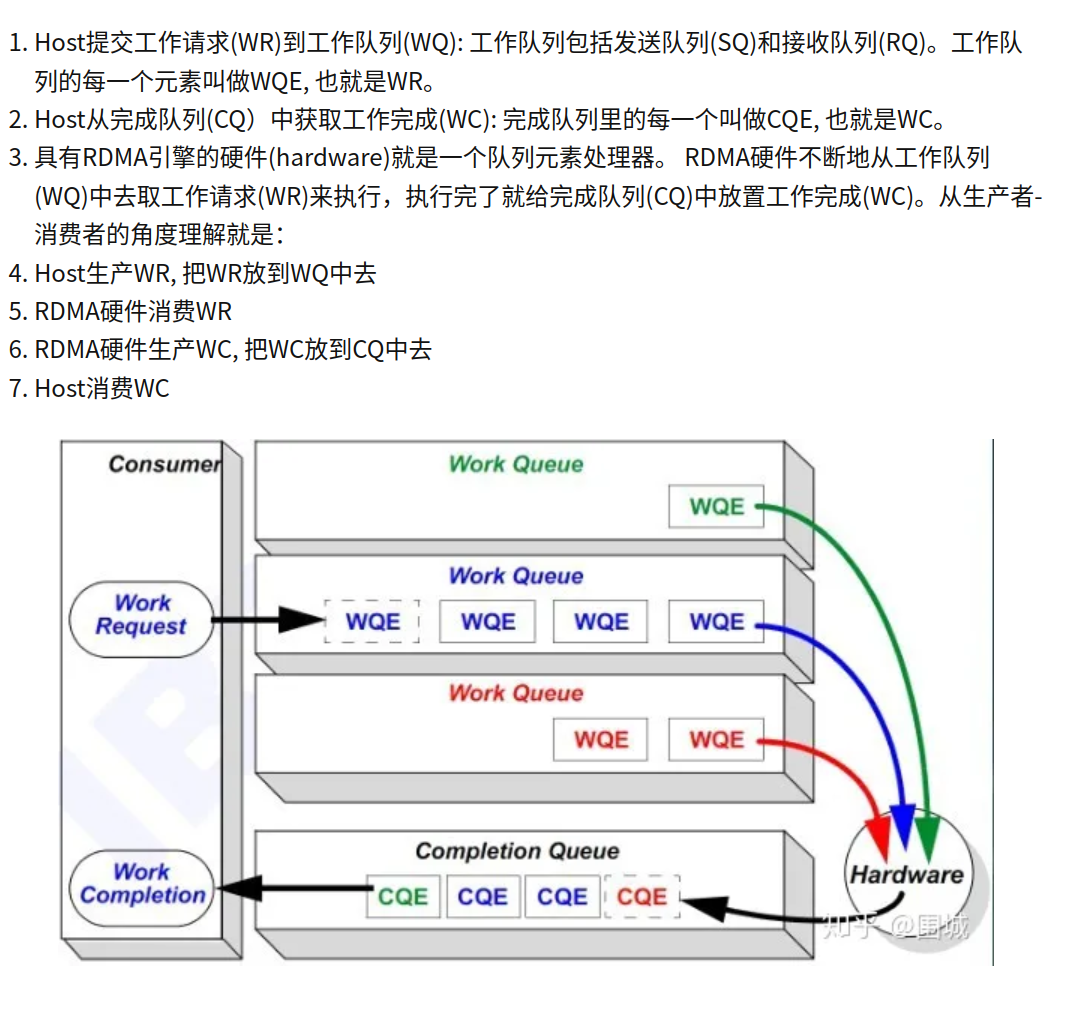 1. Host提交工作请求(WR)到工作队列(WQ): 工作队列包括发送队列(SQ)和接收队列(RQ)。工作队
列的每一个元素叫做WQE, 也就是WR。
2. Host从完成队列(CQ）中获取工作完成(WC): 完成队列里的每一个叫做CQE, 也就是WC。
3. 具有RDMA引擎的硬件(hardware)就是一个队列元素处理器。 RDMA硬件不断地从工作队列
(WQ)中去取工作请求(WR)来执行，执行完了就给完成队列(CQ)中放置工作完成(WC)。从生产者-
消费者的角度理解就是：
4. Host生产WR, 把WR放到WQ中去
5. RDMA硬件消费WR
6. RDMA硬件生产WC, 把WC放到CQ中去
7. Host消费WC
Consumer
Work Queue
WQE
Work Queue
Work
Request
WQE WQE WQE WQE
Work Queue
WQE WQE
Completion Queue
Work
Completion
CQE CQE CQE CQE
Hardware
知乎 @围城